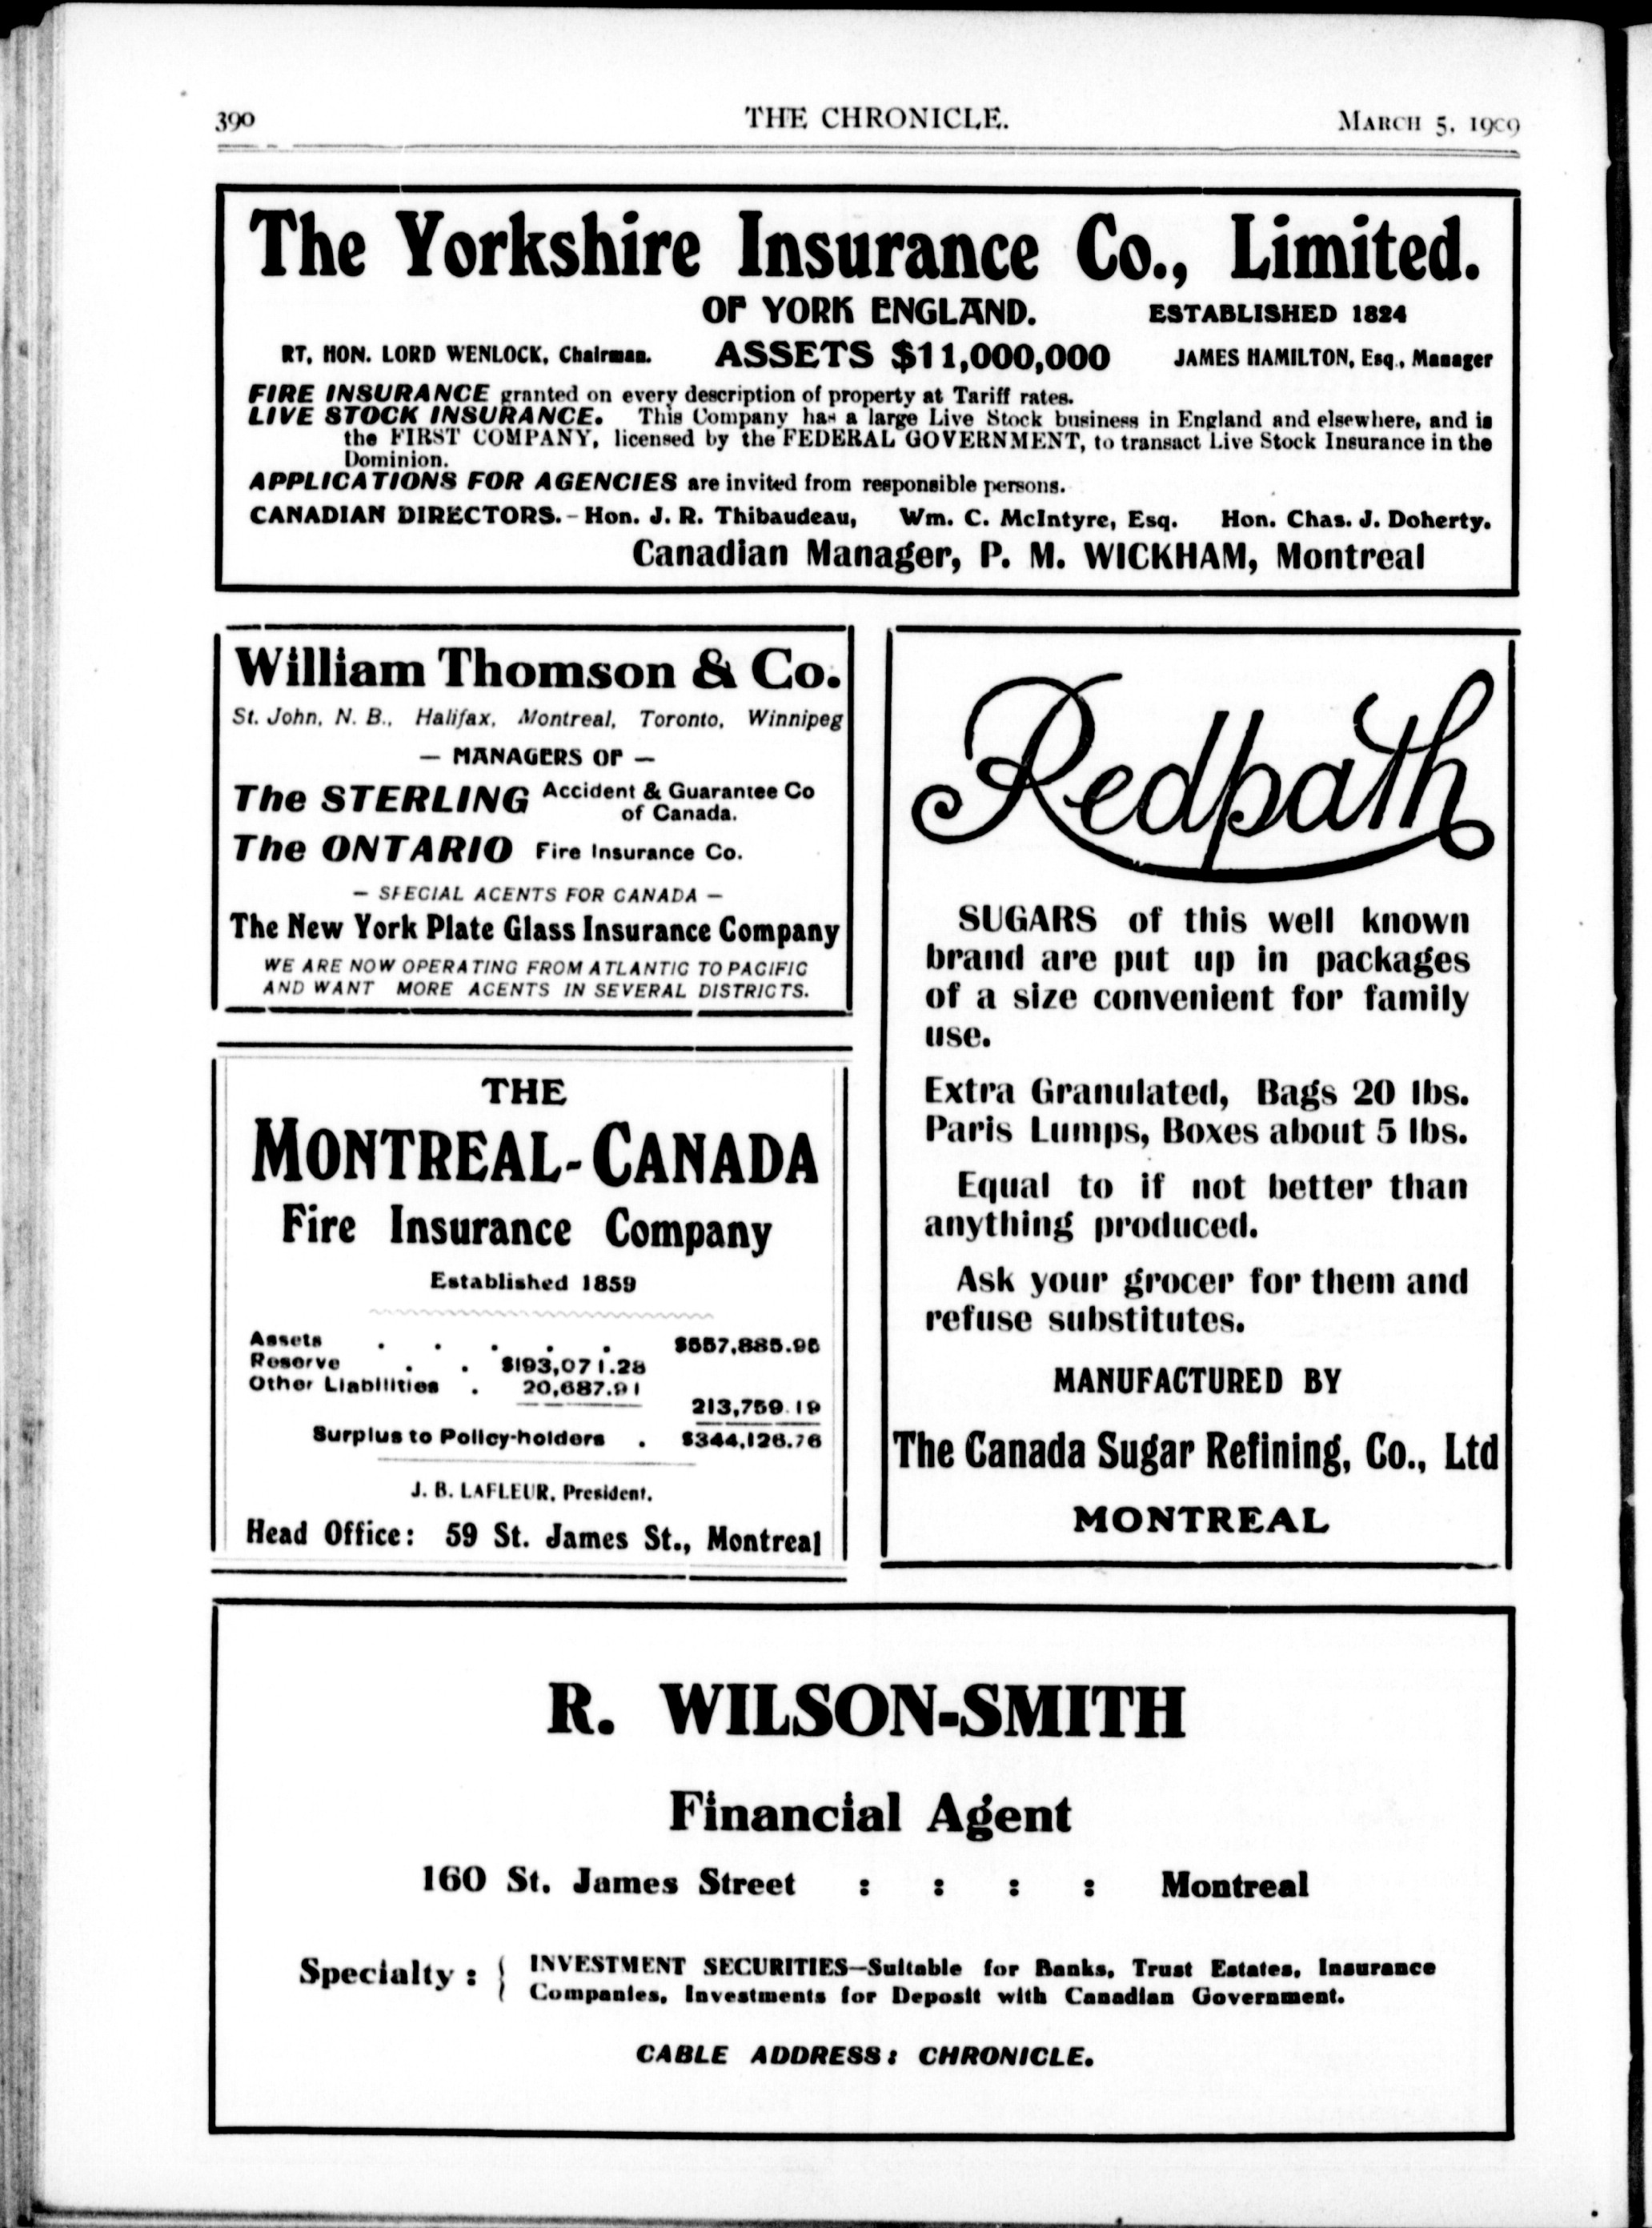 390
THE CHRONICLE.
MARCH 5, 1909
The Yorkshire Insurance Co., Limited.
OF YORK ENGLAND.
ESTABLISHED 1824
RT. HON. LORD WENLOCK, Chairman.
ASSETS $11,000,000
JAMES HAMILTON, Esq., Manager
FIRE INSURANCE granted on every description of property at Tariff rates.
LIVE STOCK INSURANCE. This Company has a large Live Stock business in England and elsewhere, and is
the FIRST COMPANY, licensed by the FEDERAL GOVERNMENT, to transact Live Stock Insurance in the
Dominion.
APPLICATIONS FOR AGENCIES are invited from responsible persons.
CANADIAN DIRECTORS.-Hon. J. R. Thibaudeau, Wm. C. McIntyre, Esq. Hon. Chas. J. Doherty.
Canadian Manager, P. M. WICKHAM, Montreal
William Thomson & Co.
St. John, N. B., Halifax, Montreal, Toronto, Winnipeg
— MANAGERS OF —
The STERLING Accident & Guarantee Co
of Canada.
The ONTARIO Fire Insurance Co.
— SPECIAL AGENTS FOR CANADA —
The New York Plate Glass Insurance Company
WE ARE NOW OPERATING FROM ATLANTIC TO PACIFIC
AND WANT MORE AGENTS IN SEVERAL DISTRICTS.
THE
MONTREAL-CANADA
Fire Insurance Company
Established 1859
Assets . . . . . $557,885.95
Reserve . . $193,071.28
Other Liabilities . 20,687.91
213,759.19
Surplus to Policy-holders . $344,126.76
J. B. LAFLEUR, President.
Head Office: 59 St. James St., Montreal
Redpath
SUGARS of this well known
brand are put up in packages
of a size convenient for family
use.
Extra Granulated, Bags 20 lbs.
Paris Lumps, Boxes about 5 lbs.
Equal to if not better than
anything produced.
Ask your grocer for them and
refuse substitutes.
MANUFACTURED BY
The Canada Sugar Refining, Co., Ltd
MONTREAL
R. WILSON-SMITH
Financial Agent
160 St. James Street : : : : Montreal
Specialty : { INVESTMENT SECURITIES—Suitable for Banks, Trust Estates, Insurance
Companies, Investments for Deposit with Canadian Government.
CABLE ADDRESS: CHRONICLE.